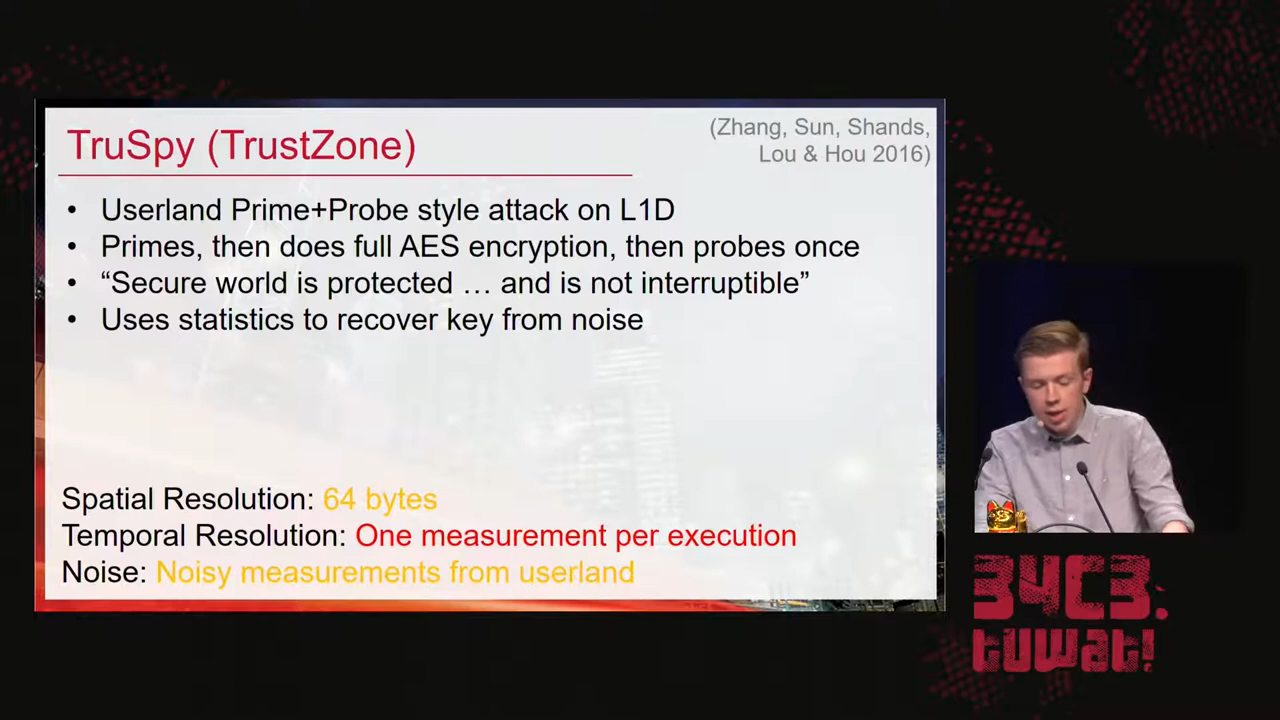 TruSpy (TrustZone)
(Zhang, Sun, Shands,
Lou & Hou 2016)
• Userland Prime+Probe style attack on L1D
• Primes, then does full AES encryption, then probes once
• “Secure world is protected … and is not interruptible”
• Uses statistics to recover key from noise
Spatial Resolution: 64 bytes
Temporal Resolution: One measurement per execution
Noise: Noisy measurements from userland
34C3.
tuwat!